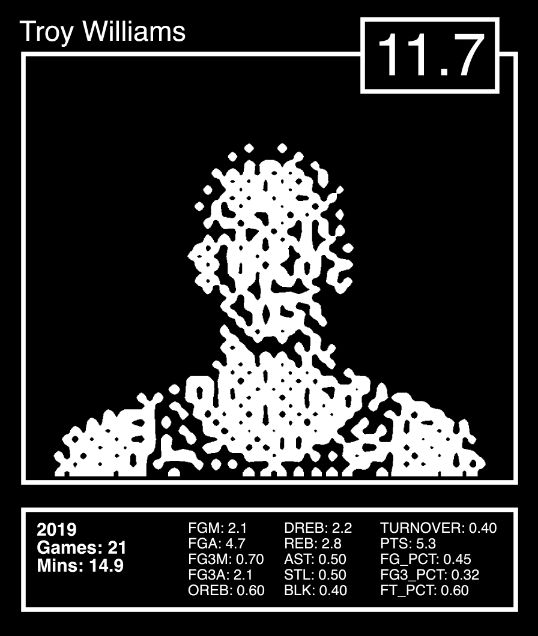 Troy Williams
11.7
2019
Games: 21
Mins: 14.9
FGM: 2.1
FGA: 4.7
FG3M: 0.70
FG3A: 2.1
OREB: 0.60
DREB: 2.2
REB: 2.8
AST: 0.50
STL: 0.50
BLK: 0.40
TURNOVER: 0.40
PTS: 5.3
FG_PCT: 0.45
FG3_PCT: 0.32
FT_PCT: 0.60